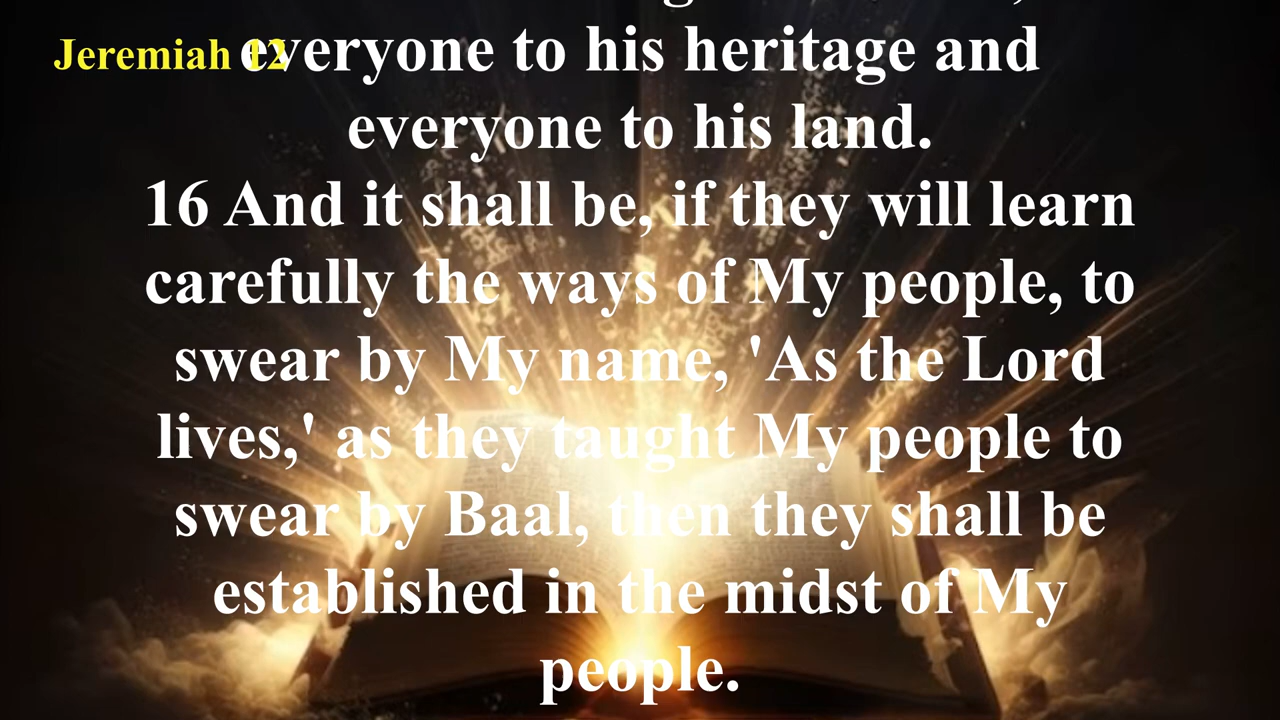 Jeremiah 12
everyone to his heritage and
everyone to his land.
16 And it shall be, if they will learn
carefully the ways of My people, to
swear by My name, 'As the Lord
lives,' as they taught My people to
swear by Baal, then they shall be
established in the midst of My
people.